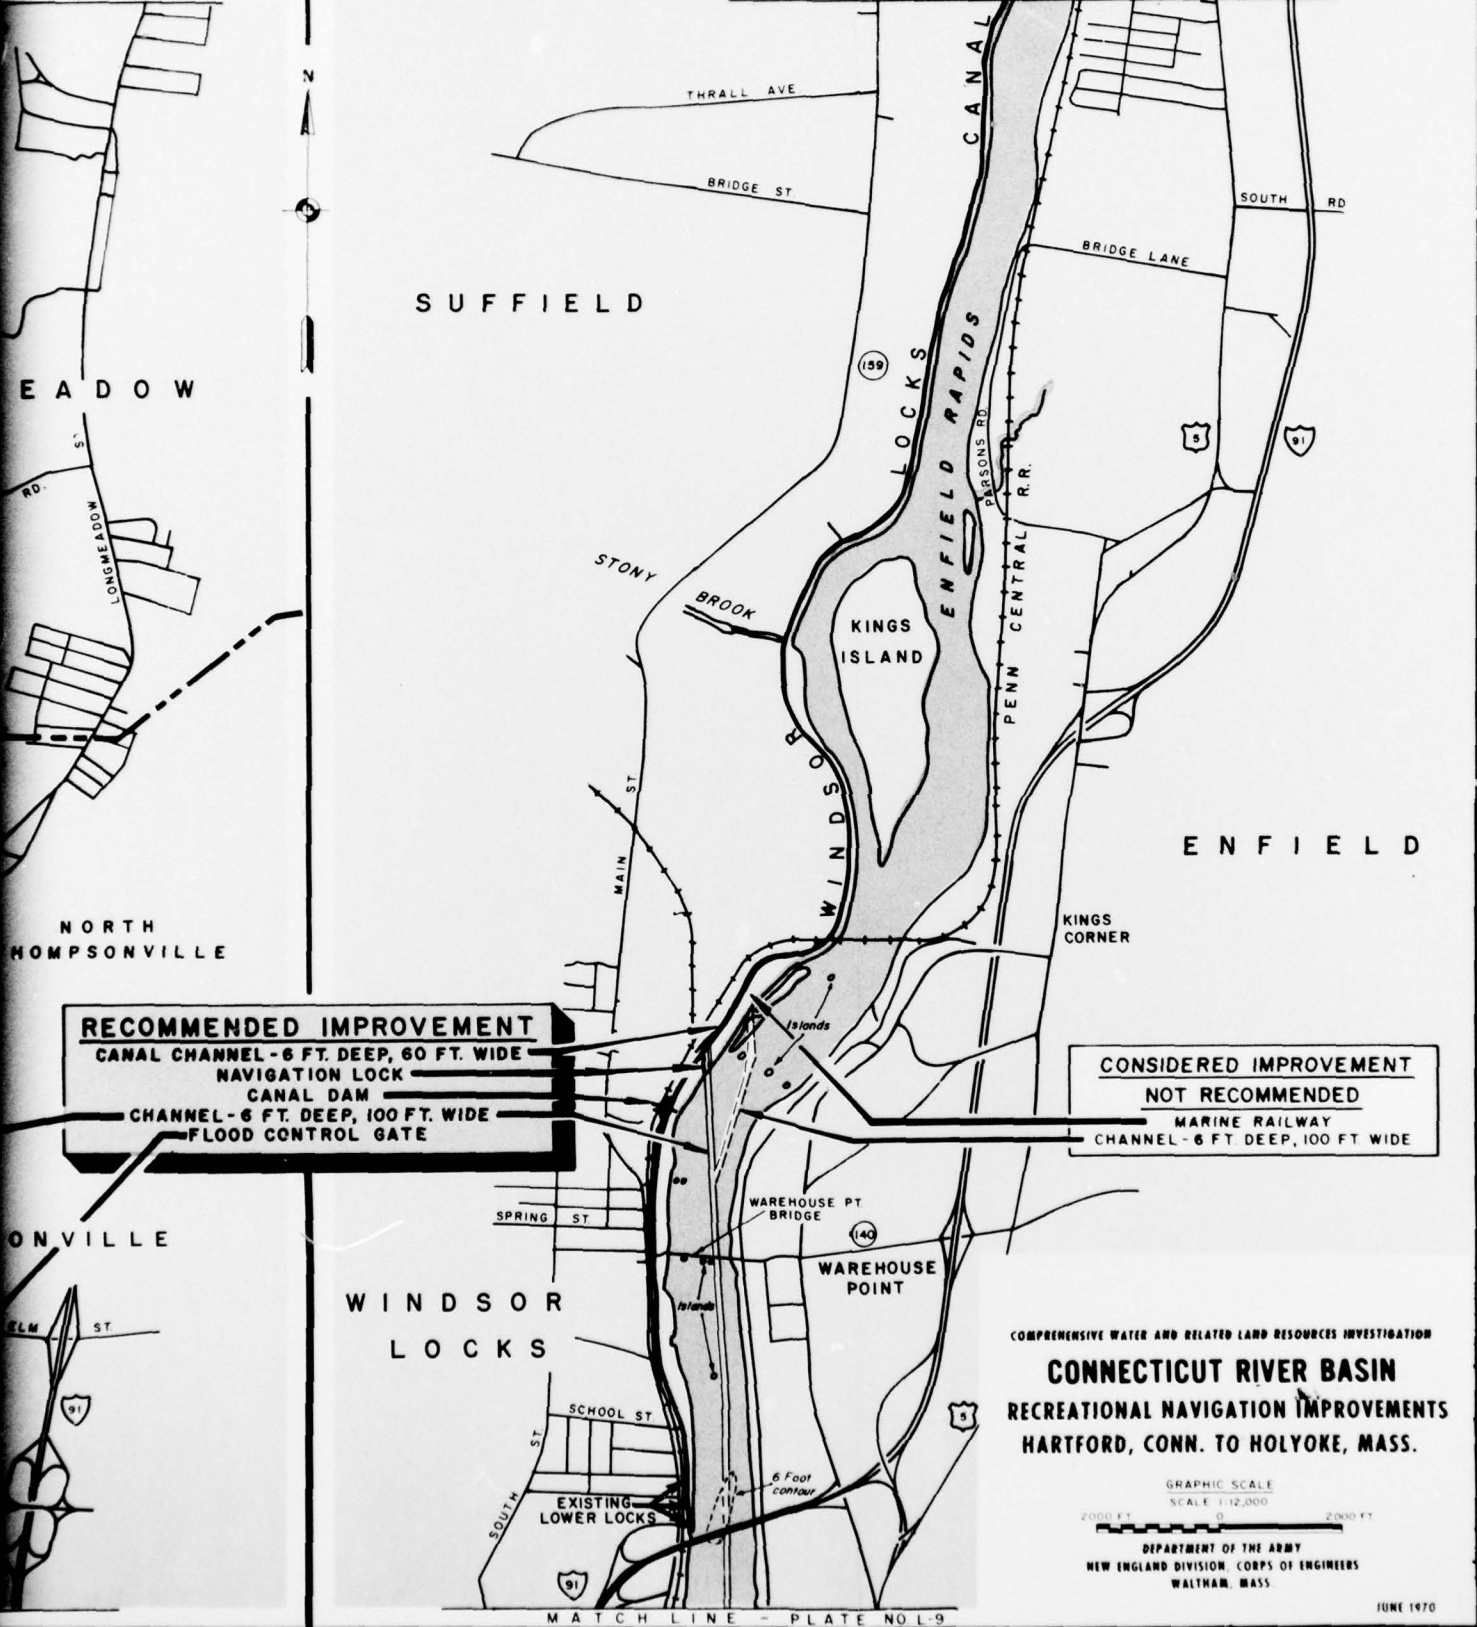 N
THRALL AVE.
BRIDGE ST
SUFFIELD
EADOW
ST
RD.
LONGMEADOW
WINDSOR LOCKS CANAL
159
ENFIELD RAPIDS
PARSONS RD.
PENN CENTRAL R.R.
SOUTH RD
BRIDGE LANE
5
91
STONY BROOK
KINGS
ISLAND
MAIN ST
ENFIELD
KINGS
CORNER
NORTH
HOMPSONVILLE
RECOMMENDED IMPROVEMENT
CANAL CHANNEL - 6 FT. DEEP, 60 FT. WIDE
NAVIGATION LOCK
CANAL DAM
CHANNEL - 6 FT. DEEP, 100 FT. WIDE
FLOOD CONTROL GATE
Islands
CONSIDERED IMPROVEMENT
NOT RECOMMENDED
MARINE RAILWAY
CHANNEL - 6 FT. DEEP, 100 FT. WIDE
ONVILLE
SPRING ST.
WAREHOUSE PT.
BRIDGE
140
WAREHOUSE
POINT
Islands
WINDSOR
LOCKS
ELM ST.
91
SCHOOL ST.
SOUTH ST.
EXISTING
LOWER LOCKS
6 Foot
contour
5
91
COMPREHENSIVE WATER AND RELATED LAND RESOURCES INVESTIGATION
CONNECTICUT RIVER BASIN
RECREATIONAL NAVIGATION IMPROVEMENTS
HARTFORD, CONN. TO HOLYOKE, MASS.
GRAPHIC SCALE
SCALE 1:12,000
2000 FT. 0 2000 FT.
DEPARTMENT OF THE ARMY
NEW ENGLAND DIVISION, CORPS OF ENGINEERS
WALTHAM, MASS.
JUNE 1970
MATCH LINE - PLATE NO L-9